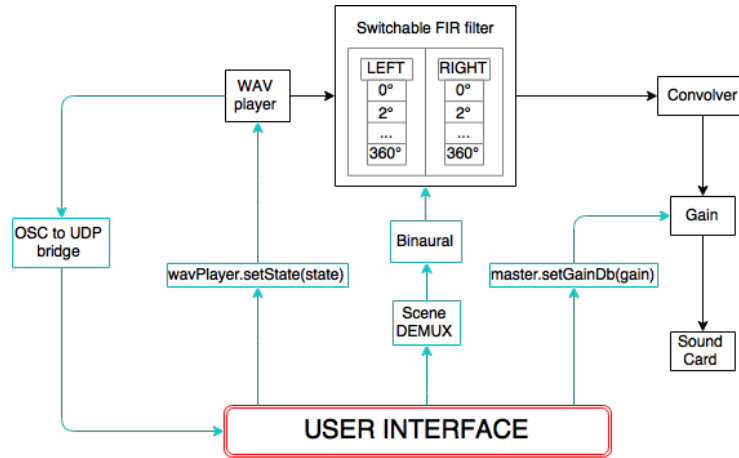 Switchable FIR filter
LEFT
0°
2°
...
360°
RIGHT
0°
2°
...
360°
WAV
player
Convolver
OSC to UDP
bridge
Binaural
Gain
wavPlayer.setState(state)
master.setGainDb(gain)
Scene
DEMUX
Sound
Card
USER INTERFACE